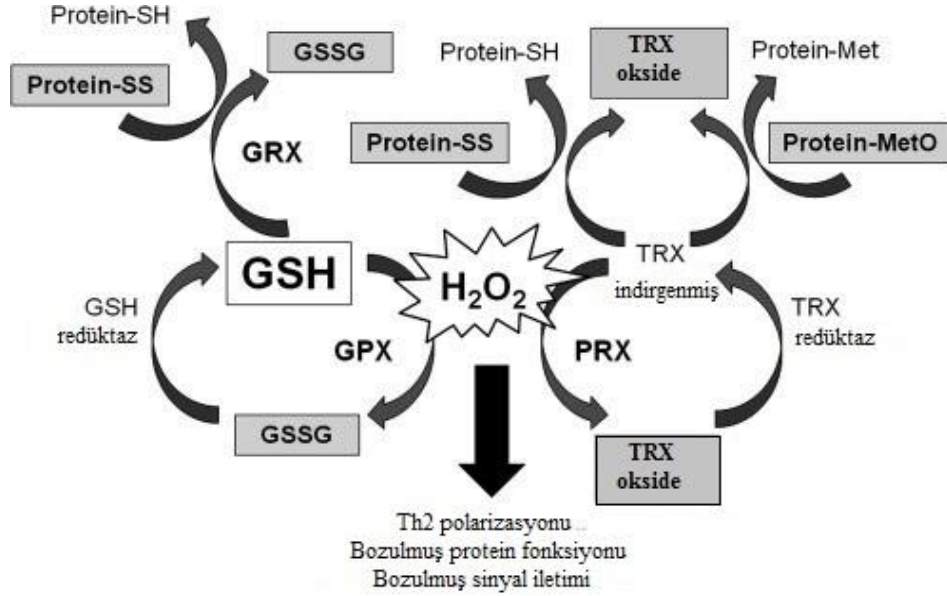 Protein-SH
GSSG
Protein-SS
GRX
Protein-SH
TRX
okside
Protein-Met
Protein-SS
Protein-MetO
GSH
H₂O₂
TRX
indirgenmiş
GSH
redüktaz
GPX
PRX
TRX
redüktaz
GSSG
TRX
okside
Th2 polarizasyonu
Bozulmuş protein fonksiyonu
Bozulmuş sinyal iletimi